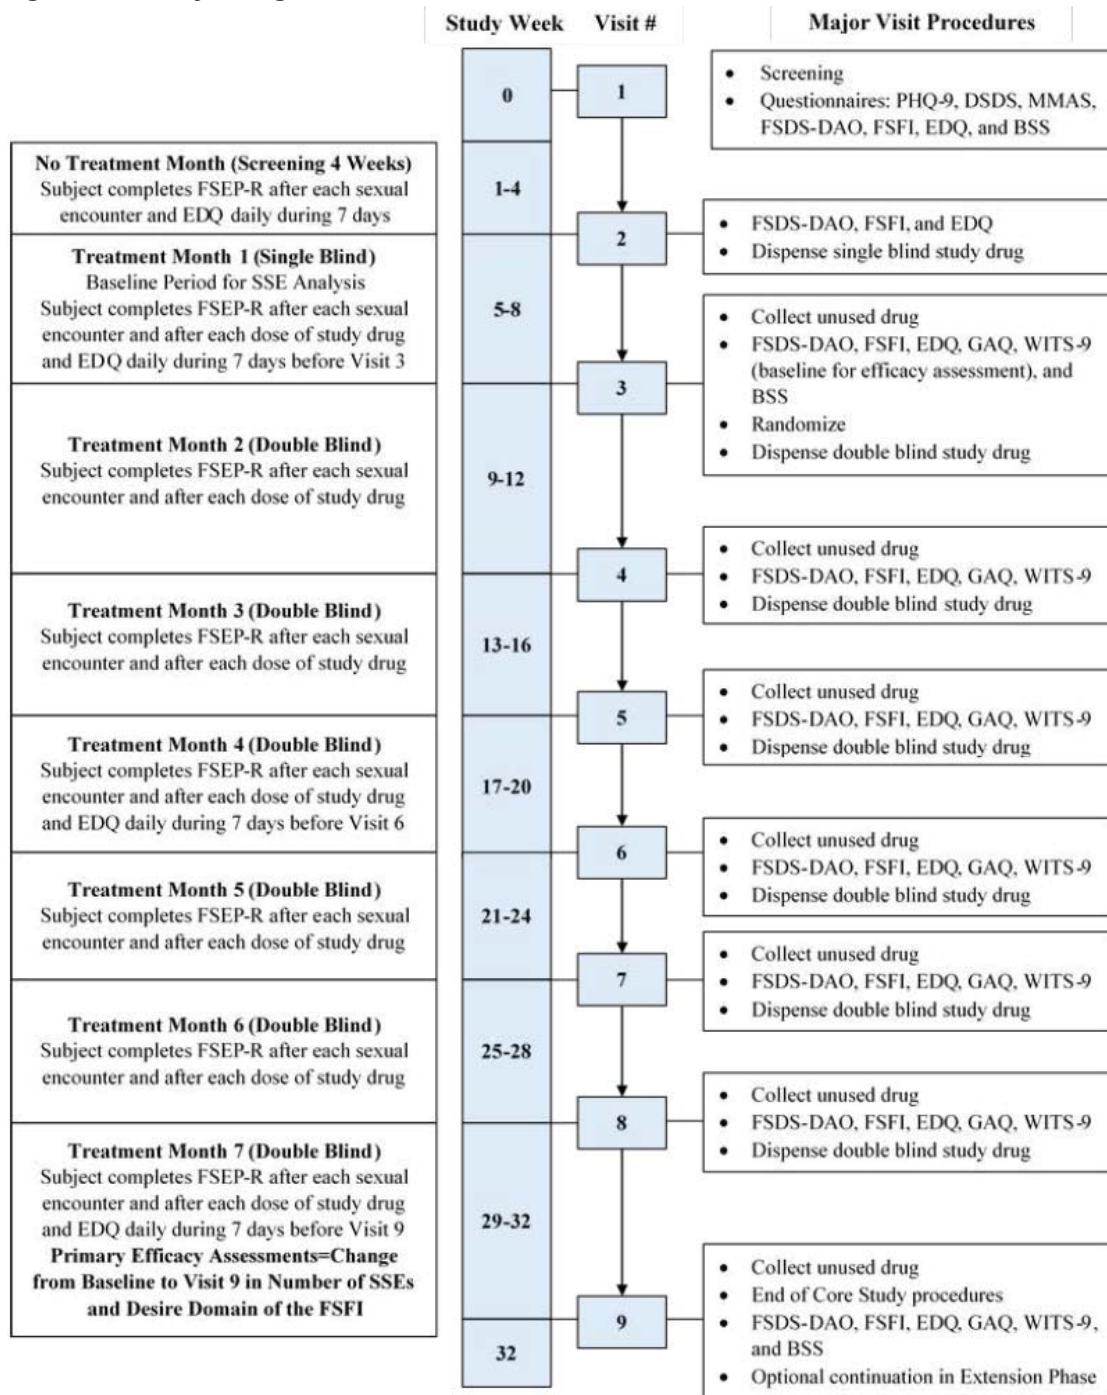 Study Week
Visit #
Major Visit Procedures
0
1
• Screening
• Questionnaires: PHQ-9, DSDS, MMAS,
FSDS-DAO, FSFI, EDQ, and BSS
No Treatment Month (Screening 4 Weeks)
Subject completes FSEP-R after each sexual
encounter and EDQ daily during 7 days
1-4
2
• FSDS-DAO, FSFI, and EDQ
• Dispense single blind study drug
Treatment Month 1 (Single Blind)
Baseline Period for SSE Analysis
Subject completes FSEP-R after each sexual
encounter and after each dose of study drug
and EDQ daily during 7 days before Visit 3
5-8
3
• Collect unused drug
• FSDS-DAO, FSFI, EDQ, GAQ, WITS-9
(baseline for efficacy assessment), and
BSS
• Randomize
• Dispense double blind study drug
Treatment Month 2 (Double Blind)
Subject completes FSEP-R after each sexual
encounter and after each dose of study drug
9-12
4
• Collect unused drug
• FSDS-DAO, FSFI, EDQ, GAQ, WITS-9
• Dispense double blind study drug
Treatment Month 3 (Double Blind)
Subject completes FSEP-R after each sexual
encounter and after each dose of study drug
13-16
5
• Collect unused drug
• FSDS-DAO, FSFI, EDQ, GAQ, WITS-9
• Dispense double blind study drug
Treatment Month 4 (Double Blind)
Subject completes FSEP-R after each sexual
encounter and after each dose of study drug
and EDQ daily during 7 days before Visit 6
17-20
6
• Collect unused drug
• FSDS-DAO, FSFI, EDQ, GAQ, WITS-9
• Dispense double blind study drug
Treatment Month 5 (Double Blind)
Subject completes FSEP-R after each sexual
encounter and after each dose of study drug
21-24
7
• Collect unused drug
• FSDS-DAO, FSFI, EDQ, GAQ, WITS-9
• Dispense double blind study drug
Treatment Month 6 (Double Blind)
Subject completes FSEP-R after each sexual
encounter and after each dose of study drug
25-28
8
• Collect unused drug
• FSDS-DAO, FSFI, EDQ, GAQ, WITS-9
• Dispense double blind study drug
Treatment Month 7 (Double Blind)
Subject completes FSEP-R after each sexual
encounter and after each dose of study drug
and EDQ daily during 7 days before Visit 9
Primary Efficacy Assessments=Change
from Baseline to Visit 9 in Number of SSEs
and Desire Domain of the FSFI
29-32
9
• Collect unused drug
• End of Core Study procedures
• FSDS-DAO, FSFI, EDQ, GAQ, WITS-9,
and BSS
• Optional continuation in Extension Phase
32